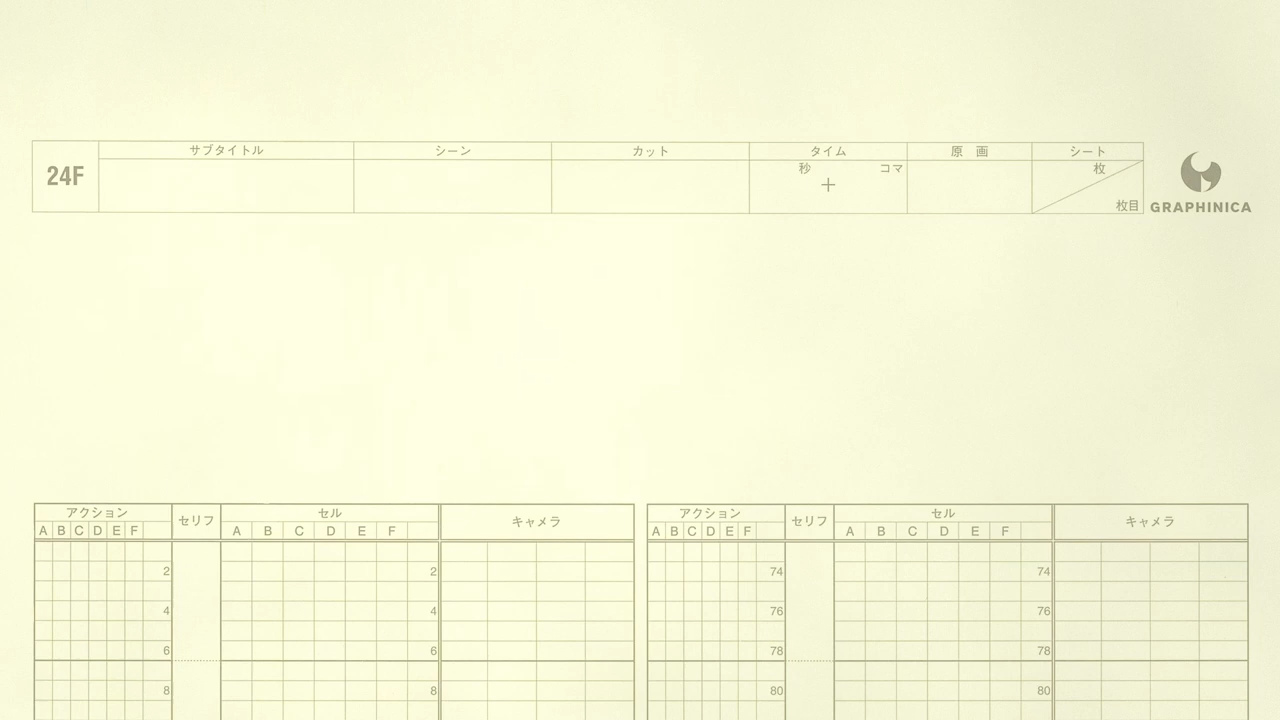 24F サブタイトル シーン カット タイム 原画 シート
秒 コマ 枚
+
枚目
GRAPHINICA
アクション セリフ セル キャメラ アクション セリフ セル キャメラ
A B C D E F A B C D E F A B C D E F A B C D E F
2 2 74 74
4 4 76 76
6 6 78 78
8 8 80 80